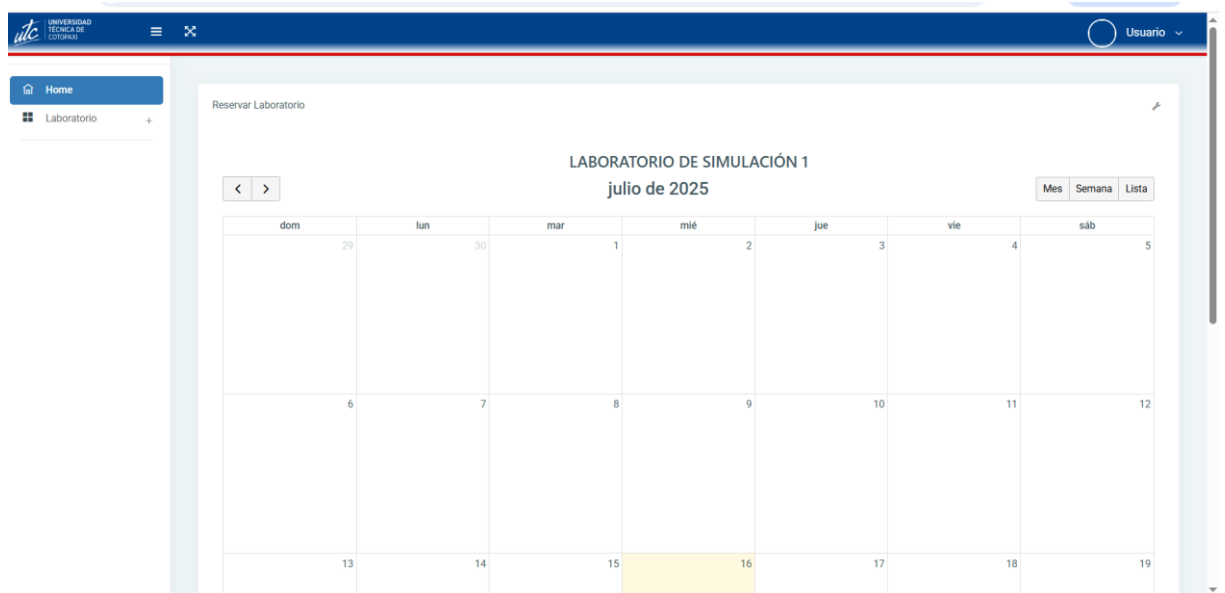 utc UNIVERSIDAD
TÉCNICA DE
COTOPAXI
Usuario
Home
Laboratorio +
Reservar Laboratorio
LABORATORIO DE SIMULACIÓN 1
julio de 2025
Mes Semana Lista
dom lun mar mié jue vie sáb
29 30 1 2 3 4 5
6 7 8 9 10 11 12
13 14 15 16 17 18 19